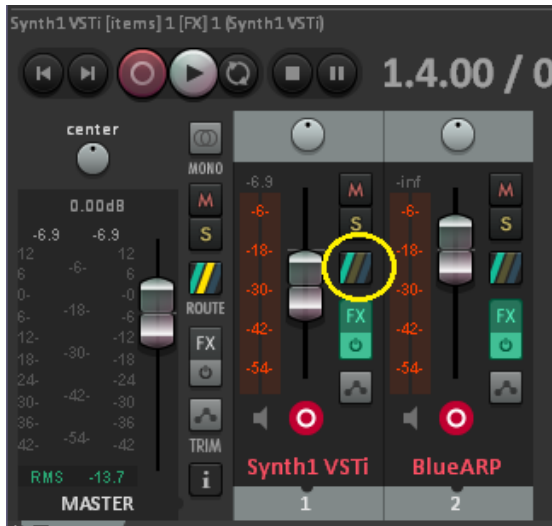 Synth1 VSTi [items] 1 [FX] 1 (Synth1 VSTi)
1.4.00 / 0
center
MONO
0.00dB
-6.9 -6.9
12 12
6 -6- 6
0- -0
6- -18- -6
12- -12
18- -30- -18
24- -24
30- -42- -30
36- -36
42- -54- -42
RMS -13.7
MASTER
M
S
ROUTE
FX
TRIM
i
-6.9
-6-
-18-
-30-
-42-
-54-
M
S
FX
Synth1 VSTi
1
-inf
-6-
-18-
-30-
-42-
-54-
M
S
FX
BlueARP
2